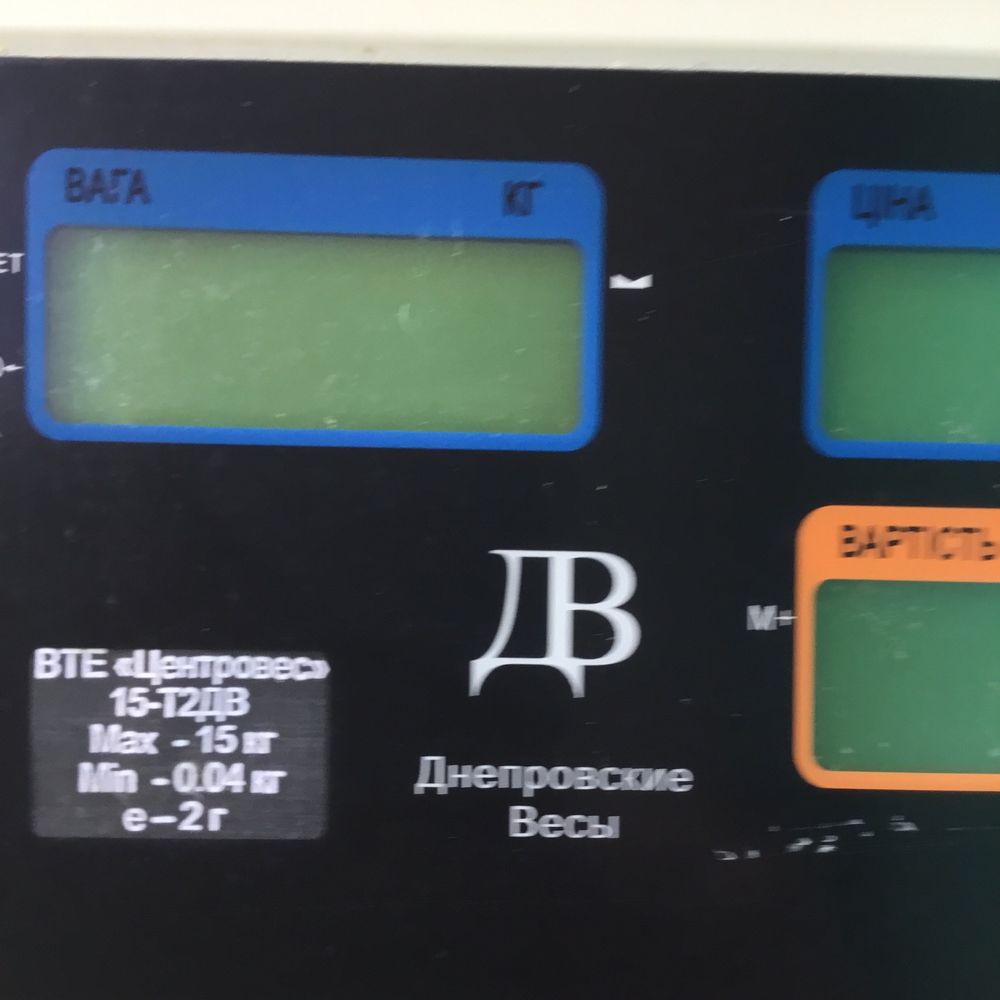 ВАГА КГ
ЦІНА
ВАРТІСТЬ
М+
ДВ
Днепровские
Весы
ВТЕ «Центровес»
15-Т2ДВ
Max - 15 кг
Min - 0.04 кг
e – 2 г